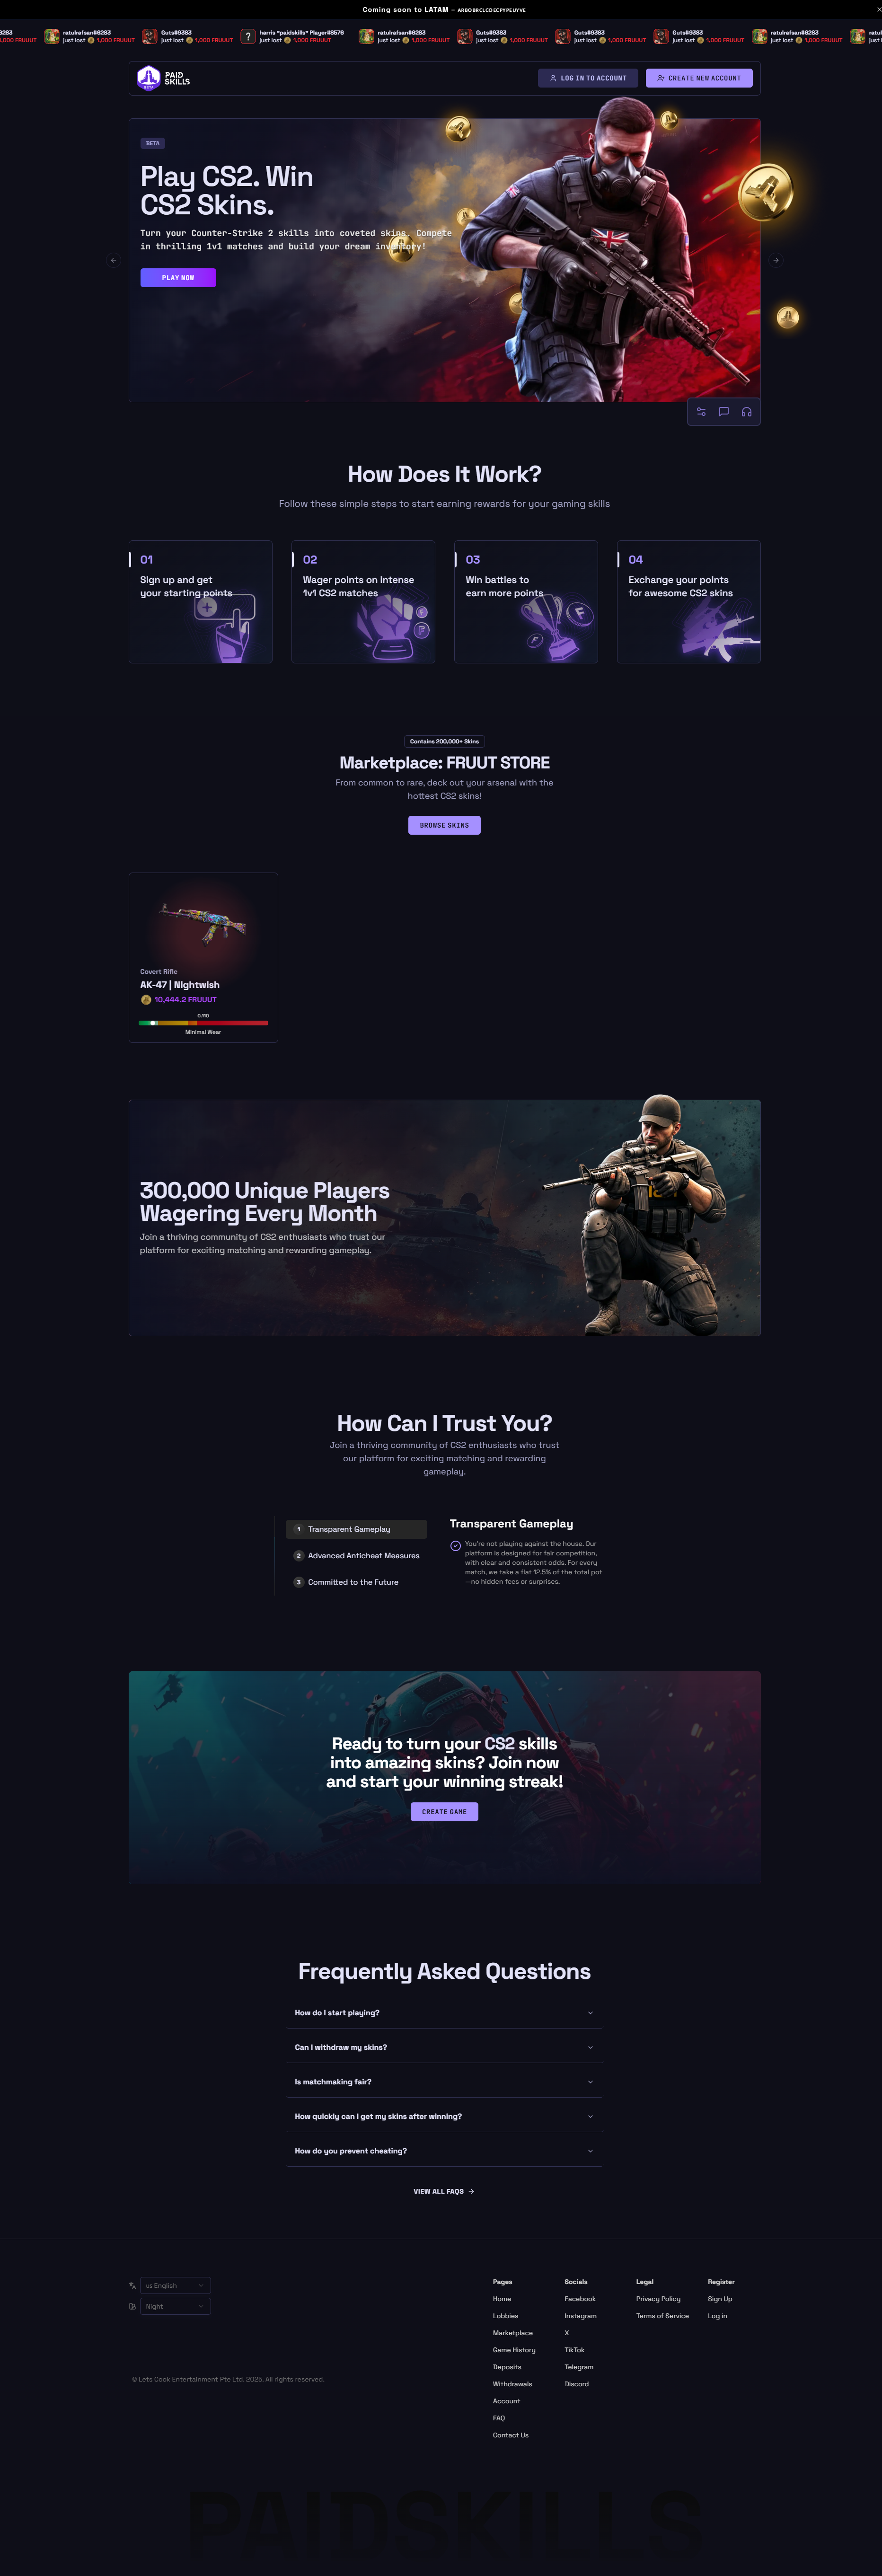 Coming soon to LATAM –
ratulrafsan#6283
just lost 1,000 FRUUUT
Guts#9383
just lost 1,000 FRUUUT
harris "paidskills" Player#8576
just lost 1,000 FRUUUT
ratulrafsan#6283
just lost 1,000 FRUUUT
Guts#9383
just lost 1,000 FRUUUT
Guts#9383
just lost 1,000 FRUUUT
Guts#9383
just lost 1,000 FRUUUT
ratulrafsan#6283
just lost 1,000 FRUUUT
PAID
SKILLS
BETA
LOG IN TO ACCOUNT
CREATE NEW ACCOUNT
BETA
Play CS2. Win
CS2 Skins.
Turn your Counter-Strike 2 skills into coveted skins. Compete
in thrilling 1v1 matches and build your dream inventory!
PLAY NOW
How Does It Work?
Follow these simple steps to start earning rewards for your gaming skills
01
Sign up and get
your starting points
02
Wager points on intense
1v1 CS2 matches
03
Win battles to
earn more points
04
Exchange your points
for awesome CS2 skins
Contains 200,000+ Skins
Marketplace: FRUUT STORE
From common to rare, deck out your arsenal with the
hottest CS2 skins!
BROWSE SKINS
Covert Rifle
AK-47 | Nightwish
10,444.2 FRUUUT
0.110
Minimal Wear
300,000 Unique Players
Wagering Every Month
Join a thriving community of CS2 enthusiasts who trust our
platform for exciting matching and rewarding gameplay.
How Can I Trust You?
Join a thriving community of CS2 enthusiasts who trust
our platform for exciting matching and rewarding
gameplay.
1 Transparent Gameplay
2 Advanced Anticheat Measures
3 Committed to the Future
Transparent Gameplay
You're not playing against the house. Our
platform is designed for fair competition,
with clear and consistent odds. For every
match, we take a flat 12.5% of the total pot
—no hidden fees or surprises.
Ready to turn your CS2 skills
into amazing skins? Join now
and start your winning streak!
CREATE GAME
Frequently Asked Questions
How do I start playing?
Can I withdraw my skins?
Is matchmaking fair?
How quickly can I get my skins after winning?
How do you prevent cheating?
VIEW ALL FAQS
us English
Night
© Lets Cook Entertainment Pte Ltd. 2025. All rights reserved.
Pages
Home
Lobbies
Marketplace
Game History
Deposits
Withdrawals
Account
FAQ
Contact Us
Socials
Facebook
Instagram
X
TikTok
Telegram
Discord
Legal
Privacy Policy
Terms of Service
Register
Sign Up
Log in
PAIDSKILLS